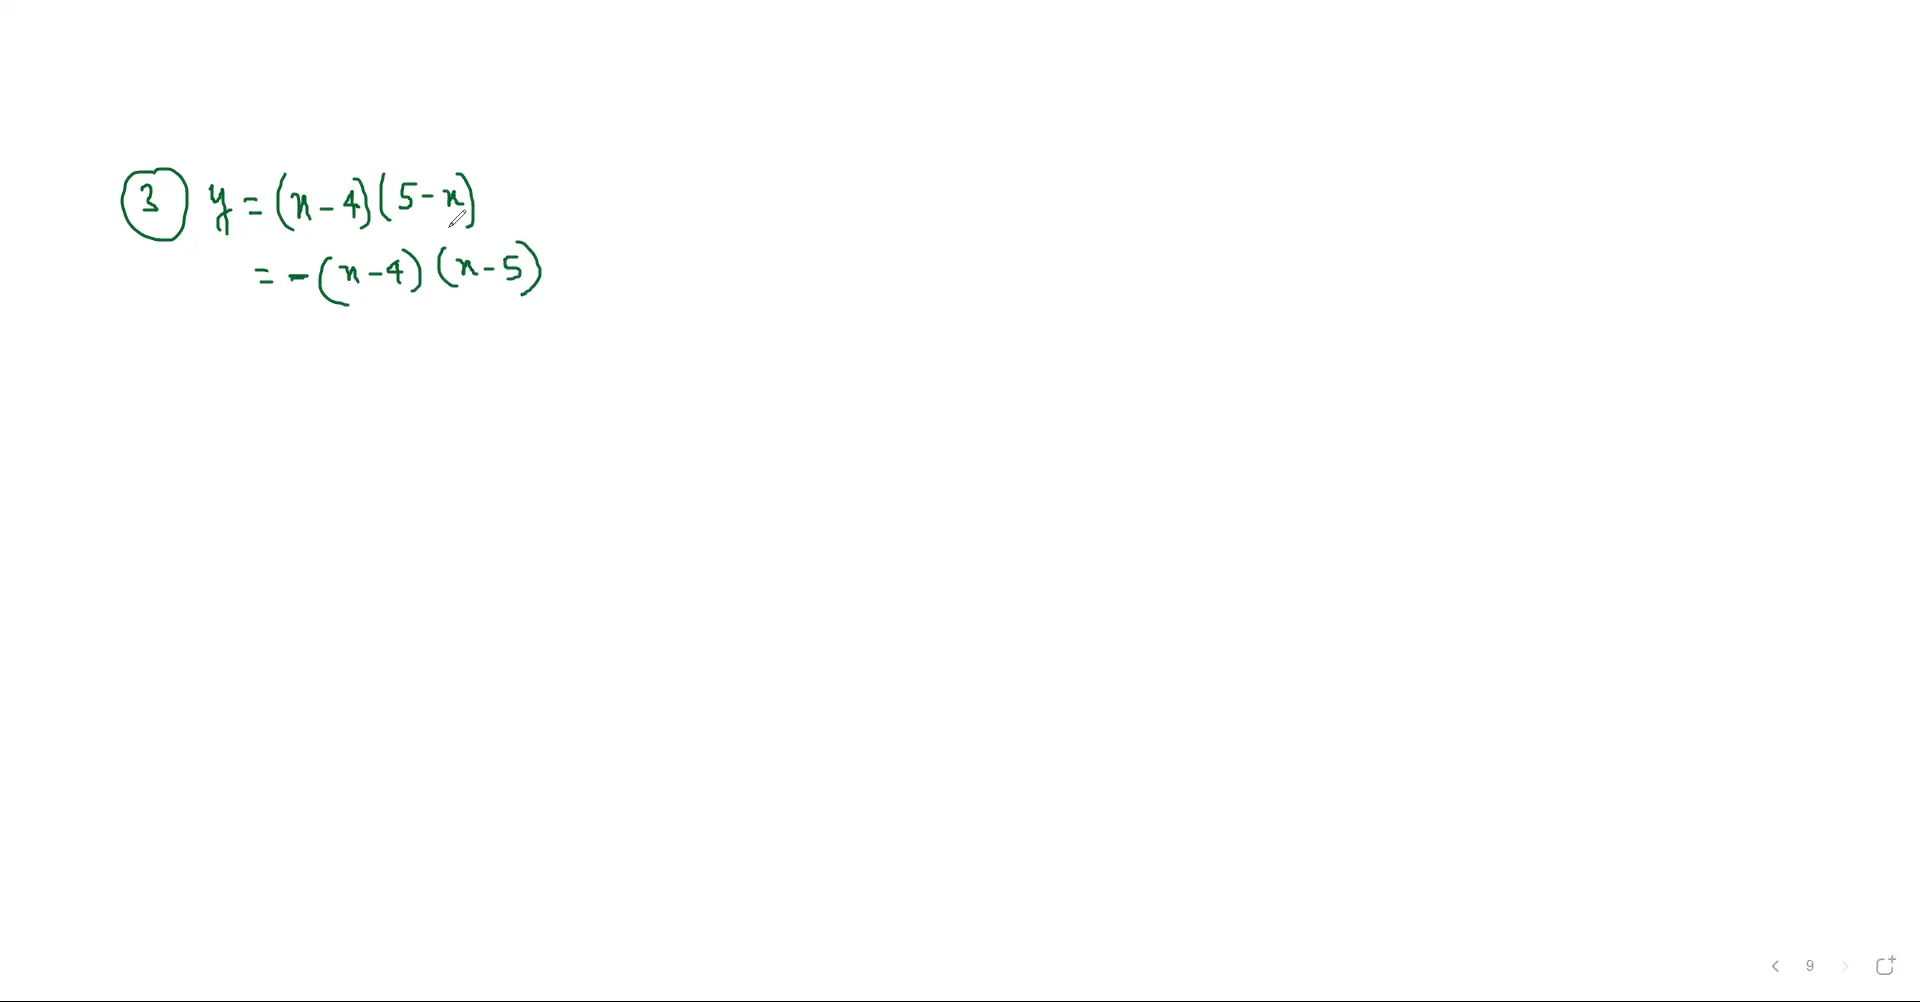 ③ y = (x-4)(5-x)
= -(x-4)(x-5)
9